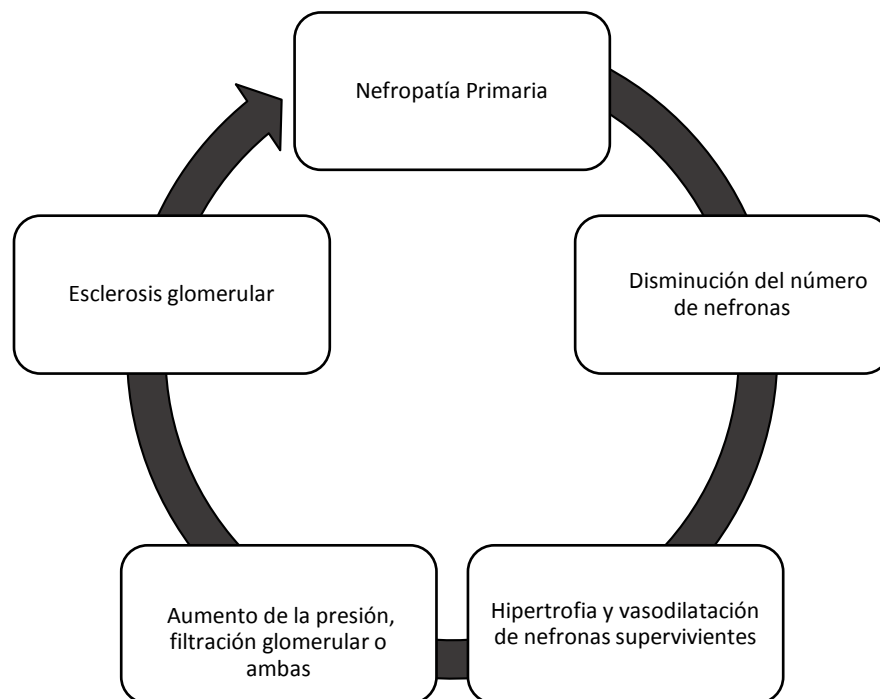 Nefropatía Primaria
Disminución del número
de nefronas
Hipertrofia y vasodilatación
de nefronas supervivientes
Aumento de la presión,
filtración glomerular o
ambas
Esclerosis glomerular